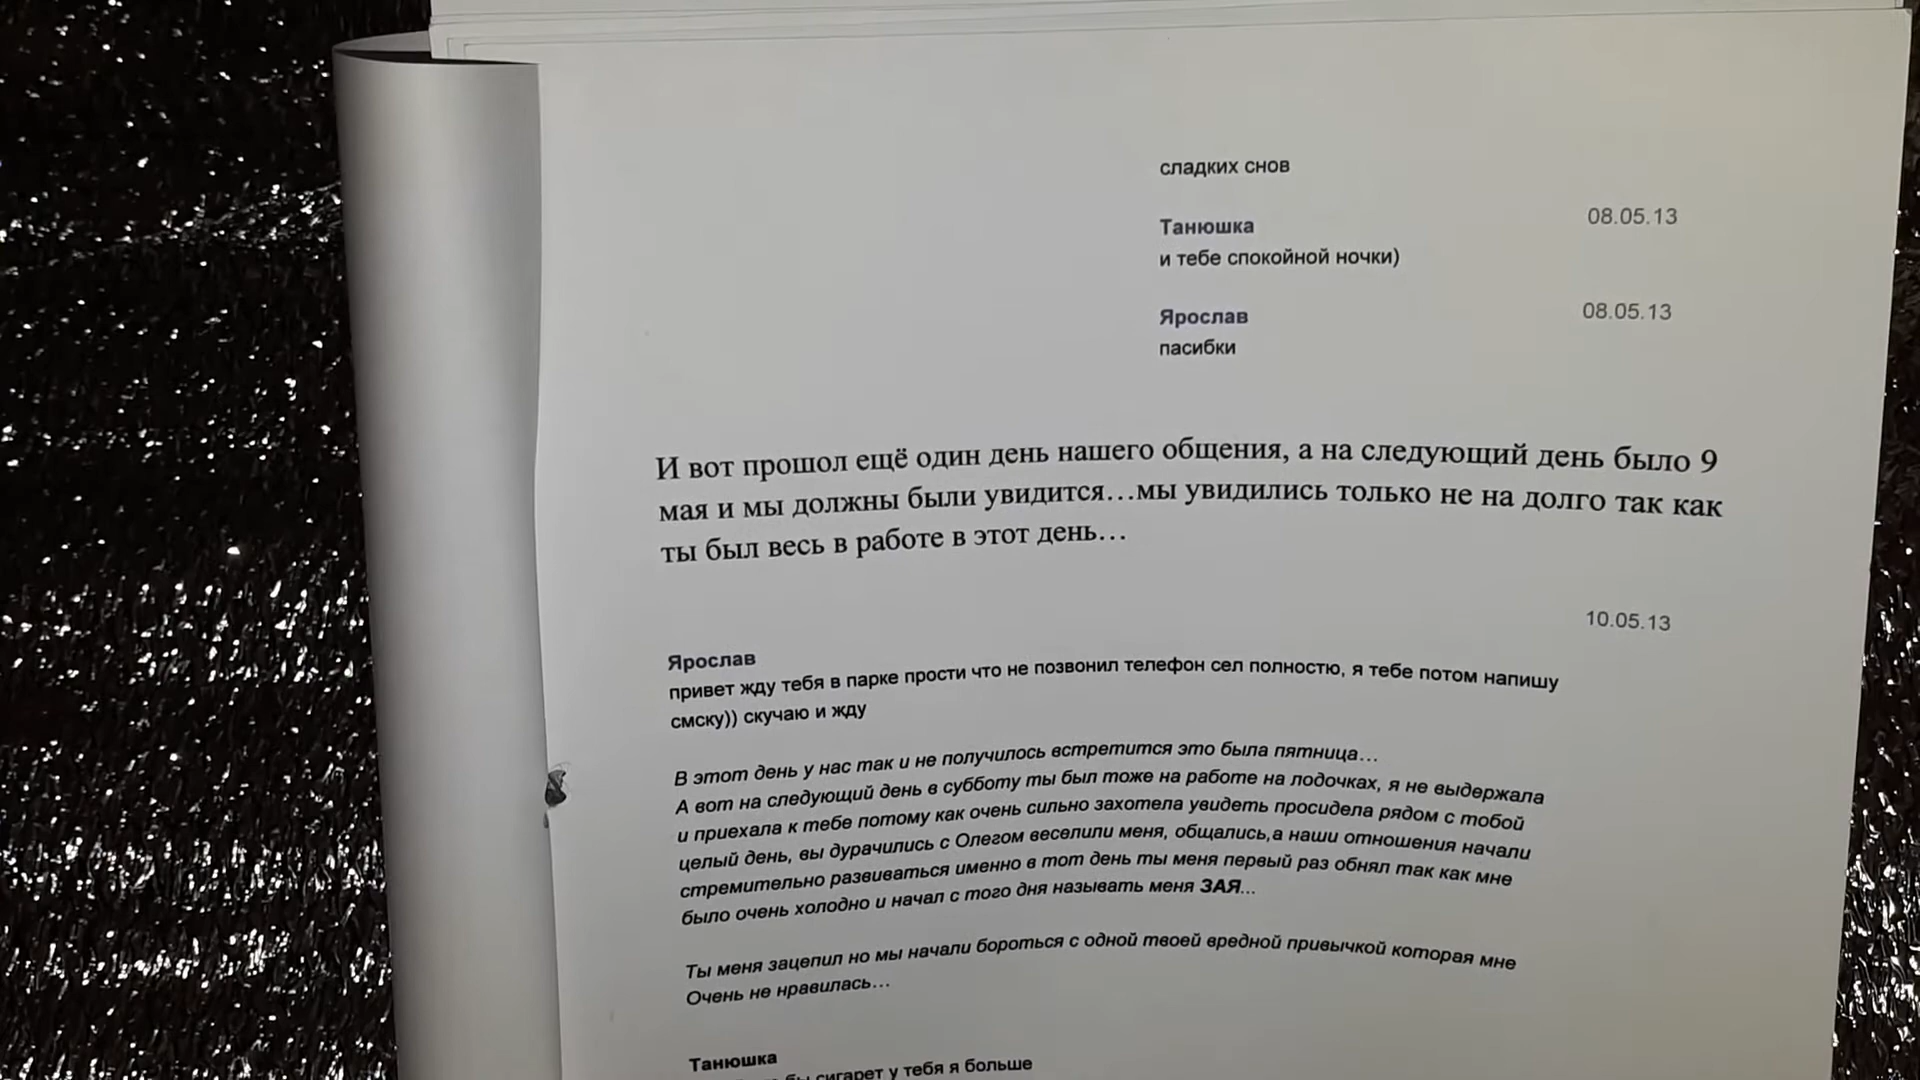 сладких снов
Танюшка 08.05.13
и тебе спокойной ночки)
Ярослав 08.05.13
пасибки
И вот прошол ещё один день нашего общения, а на следующий день было 9
мая и мы должны были увидится…мы увидились только не на долго так как
ты был весь в работе в этот день…
10.05.13
Ярослав
привет жду тебя в парке прости что не позвонил телефон сел полностю, я тебе потом напишу
смску)) скучаю и жду
В этот день у нас так и не получилось встретится это была пятница…
А вот на следующий день в субботу ты был тоже на работе на лодочках, я не выдержала
и приехала к тебе потому как очень сильно захотела увидеть просидела рядом с тобой
целый день, вы дурачились с Олегом веселили меня, общались,а наши отношения начали
стремительно развиваться именно в тот день ты меня первый раз обнял так как мне
было очень холодно и начал с того дня называть меня ЗАЯ...
Ты меня зацепил но мы начали бороться с одной твоей вредной привычкой которая мне
Очень не нравилась…
Танюшка
бы сигарет у тебя я больше